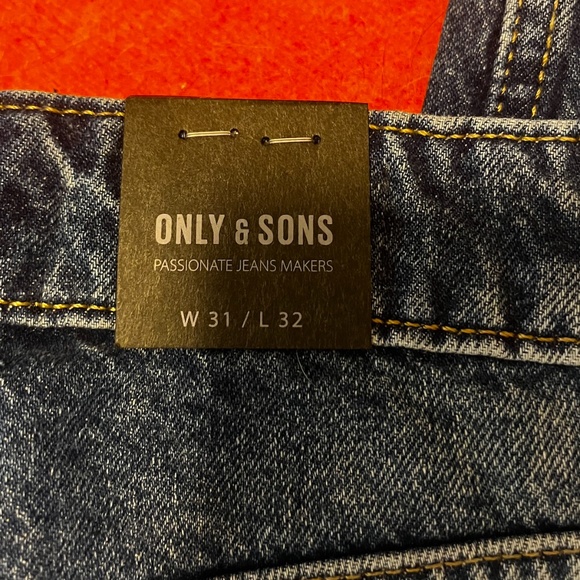 ONLY & SONS
PASSIONATE JEANS MAKERS
W 31 / L 32